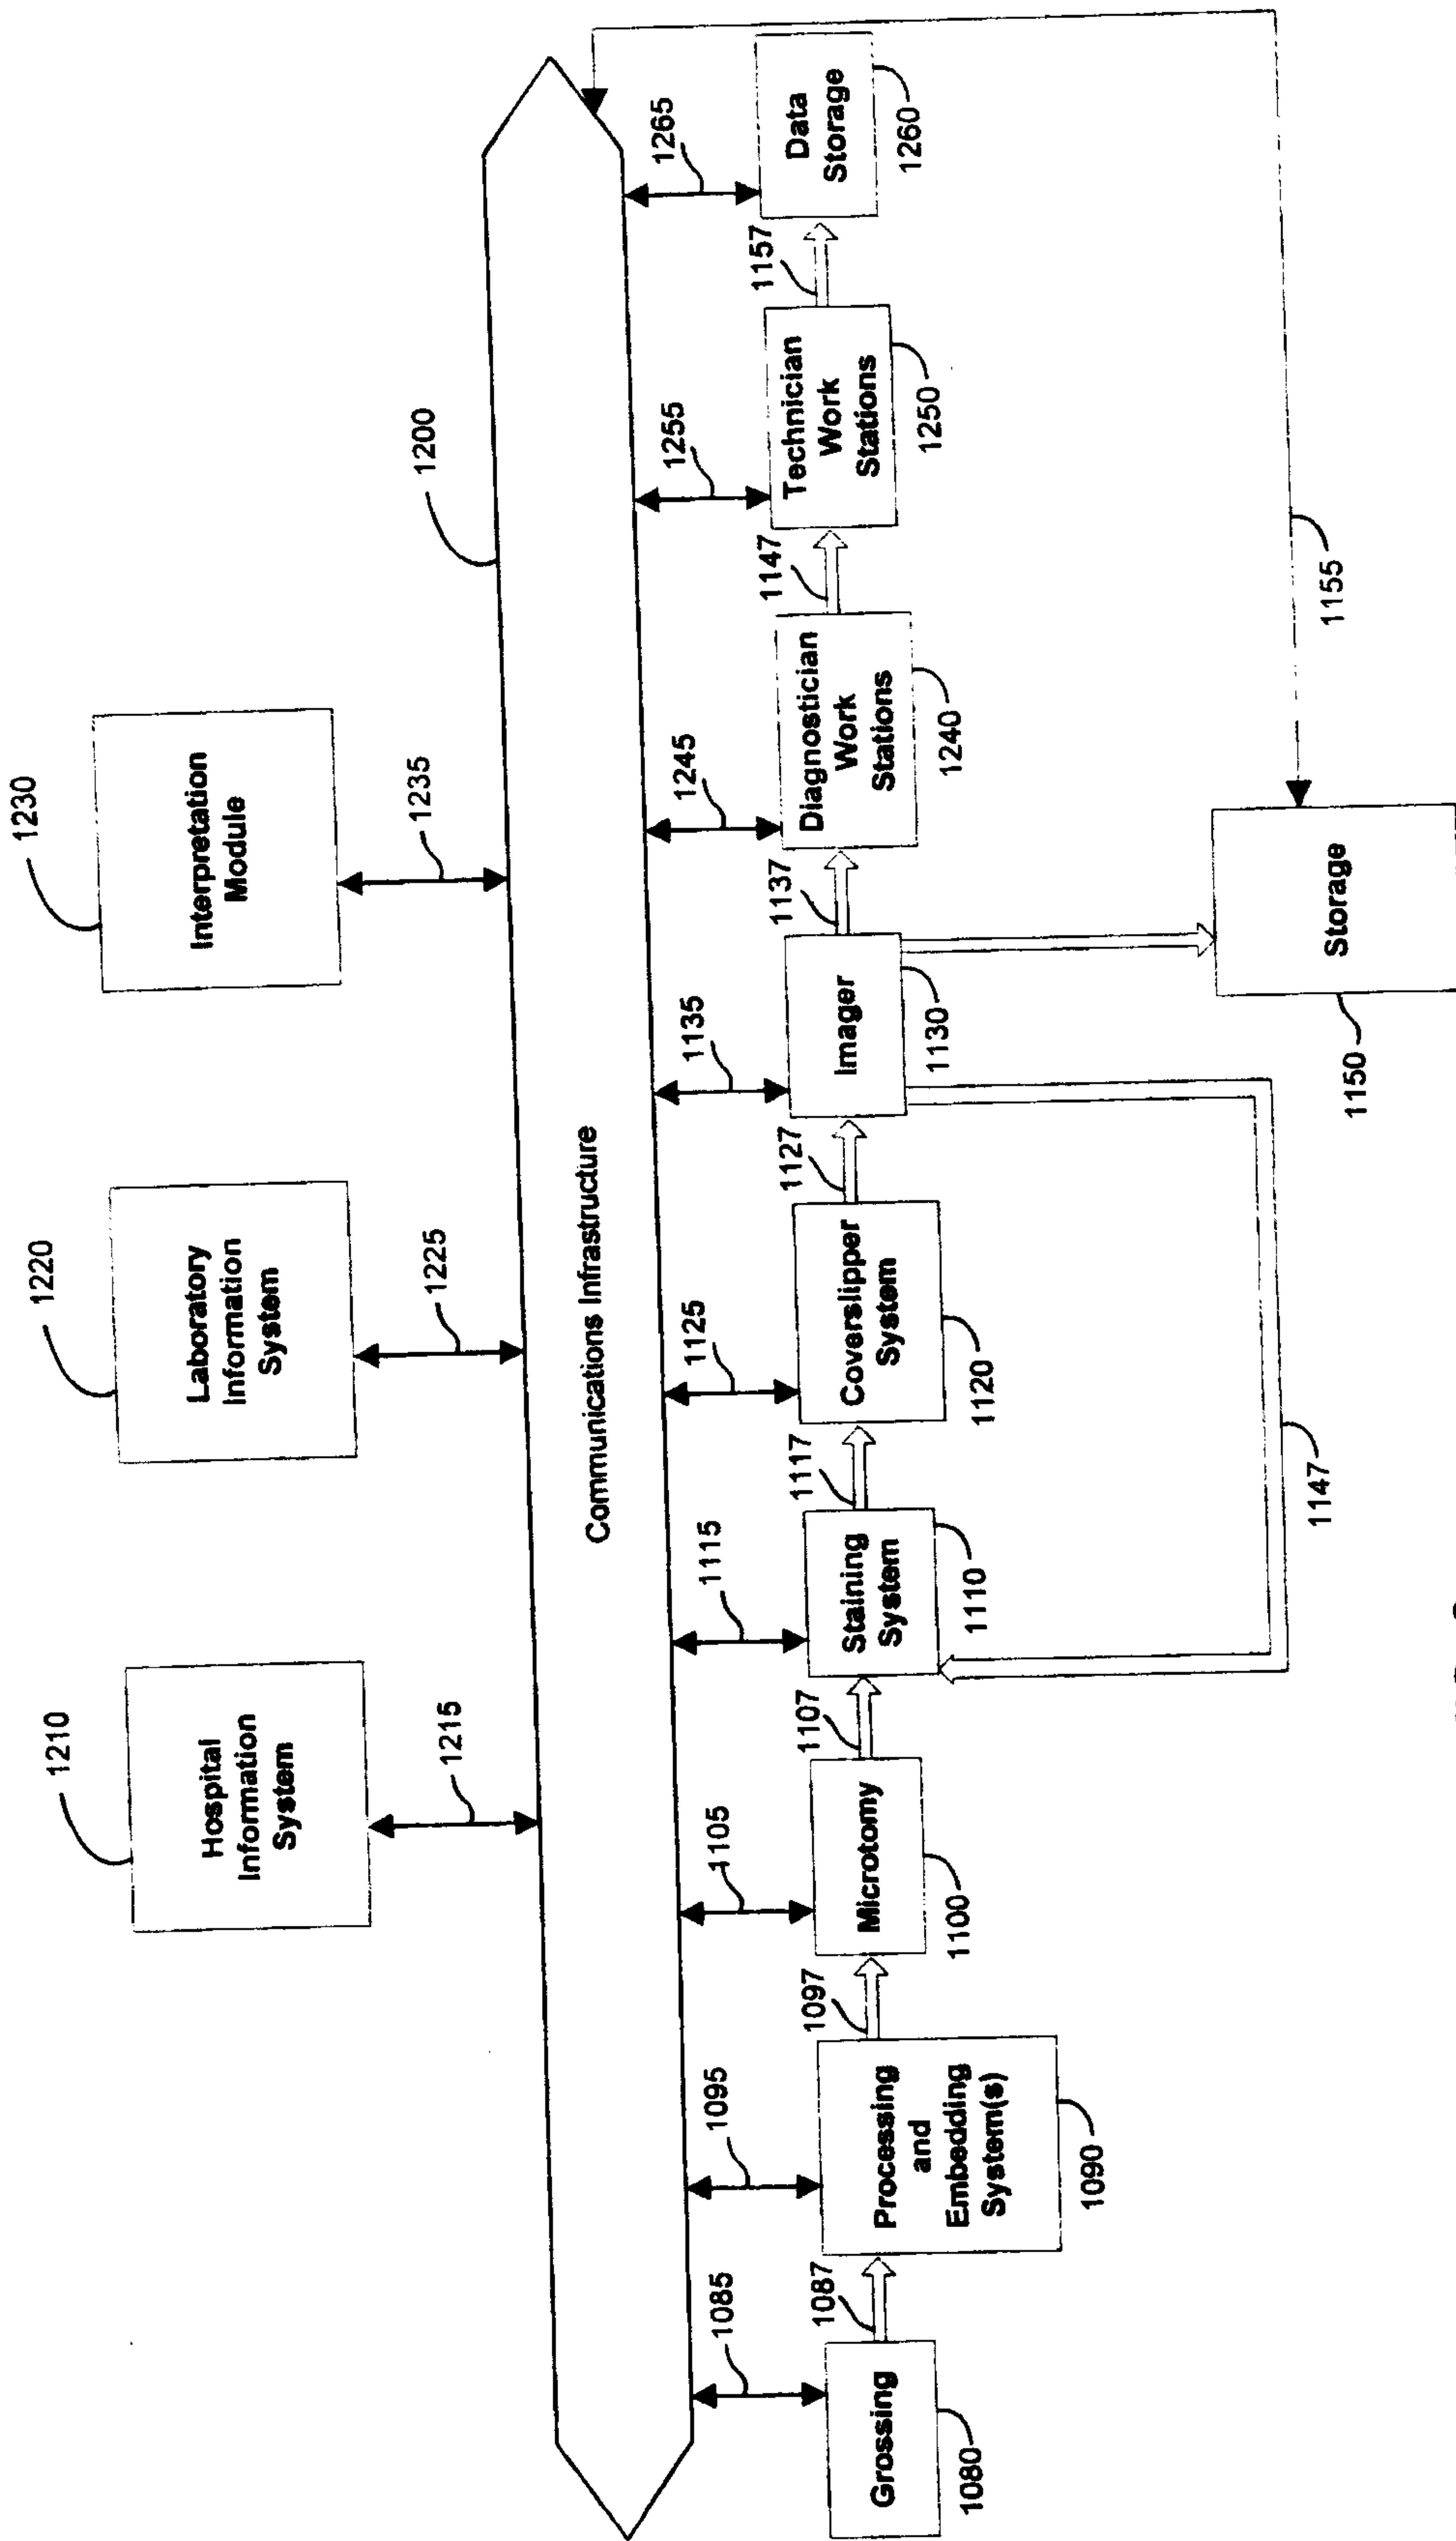 1210
1220
1230
Hospital
Information
System
Laboratory
Information
System
Interpretation
Module
1200
1215
1225
1235
Communications Infrastructure
1085
1095
1105
1115
1125
1135
1245
1255
1265
1087
1097
1107
1117
1127
1137
1147
1157
Grossing
Processing
and
Embedding
System(s)
Microtomy
Staining
System
Coverslipper
System
Imager
Diagnostician
Work
Stations
Technician
Work
Stations
Data
Storage
1080
1090
1100
1110
1120
1130
1240
1250
1260
1147
1150
Storage
1155